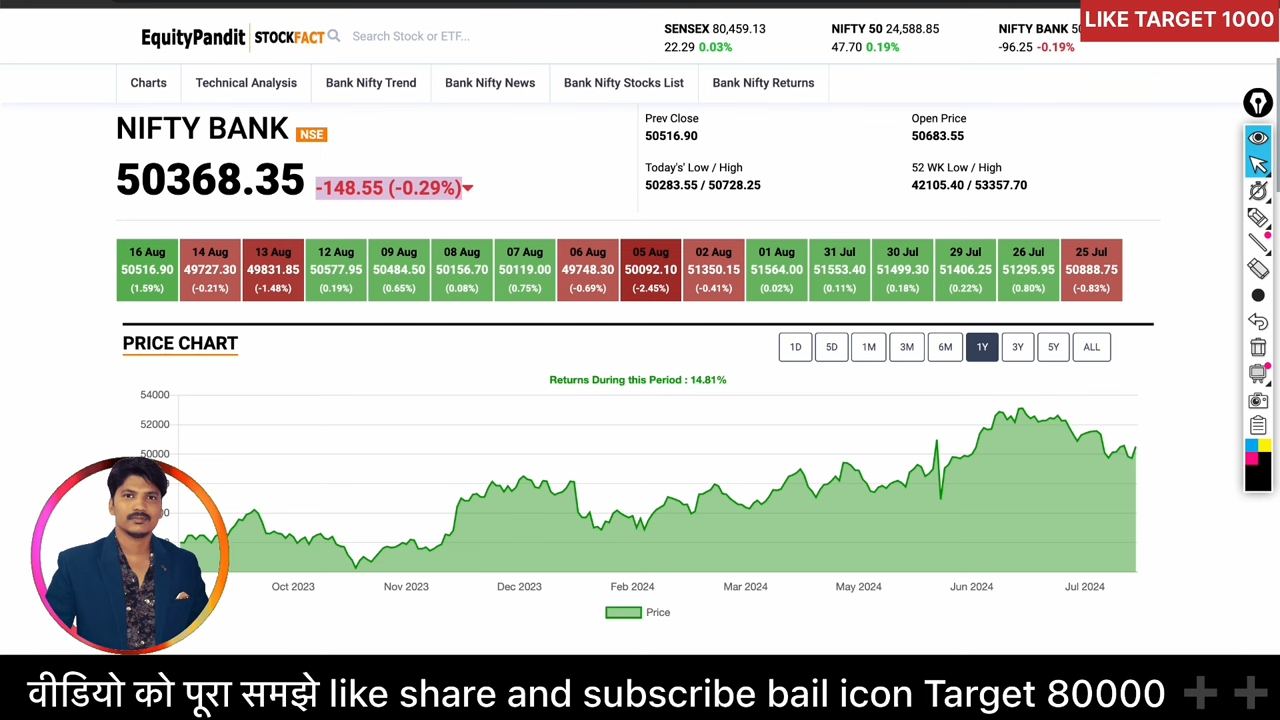 LIKE TARGET 1000
EquityPandit STOCKFACT Search Stock or ETF...
SENSEX 80,459.13 NIFTY 50 24,588.85 NIFTY BANK
22.29 0.03% 47.70 0.19% -96.25 -0.19%
Charts Technical Analysis Bank Nifty Trend Bank Nifty News Bank Nifty Stocks List Bank Nifty Returns
NIFTY BANK NSE
50368.35 -148.55 (-0.29%)
Prev Close Open Price
50516.90 50683.55
Today's' Low / High 52 WK Low / High
50283.55 / 50728.25 42105.40 / 53357.70
16 Aug 14 Aug 13 Aug 12 Aug 09 Aug 08 Aug 07 Aug 06 Aug 05 Aug 02 Aug 01 Aug 31 Jul 30 Jul 29 Jul 26 Jul 25 Jul
50516.90 49727.30 49831.85 50577.95 50484.50 50156.70 50119.00 49748.30 50092.10 51350.15 51564.00 51553.40 51499.30 51406.25 51295.95 50888.75
(1.59%) (-0.21%) (-1.48%) (0.19%) (0.65%) (0.08%) (0.75%) (-0.69%) (-2.45%) (-0.41%) (0.02%) (0.11%) (0.18%) (0.22%) (0.80%) (-0.83%)
PRICE CHART
1D 5D 1M 3M 6M 1Y 3Y 5Y ALL
Returns During this Period : 14.81%
54000
52000
50000
Oct 2023 Nov 2023 Dec 2023 Feb 2024 Mar 2024 May 2024 Jun 2024 Jul 2024
Price
वीडियो को पूरा समझे like share and subscribe bail icon Target 80000